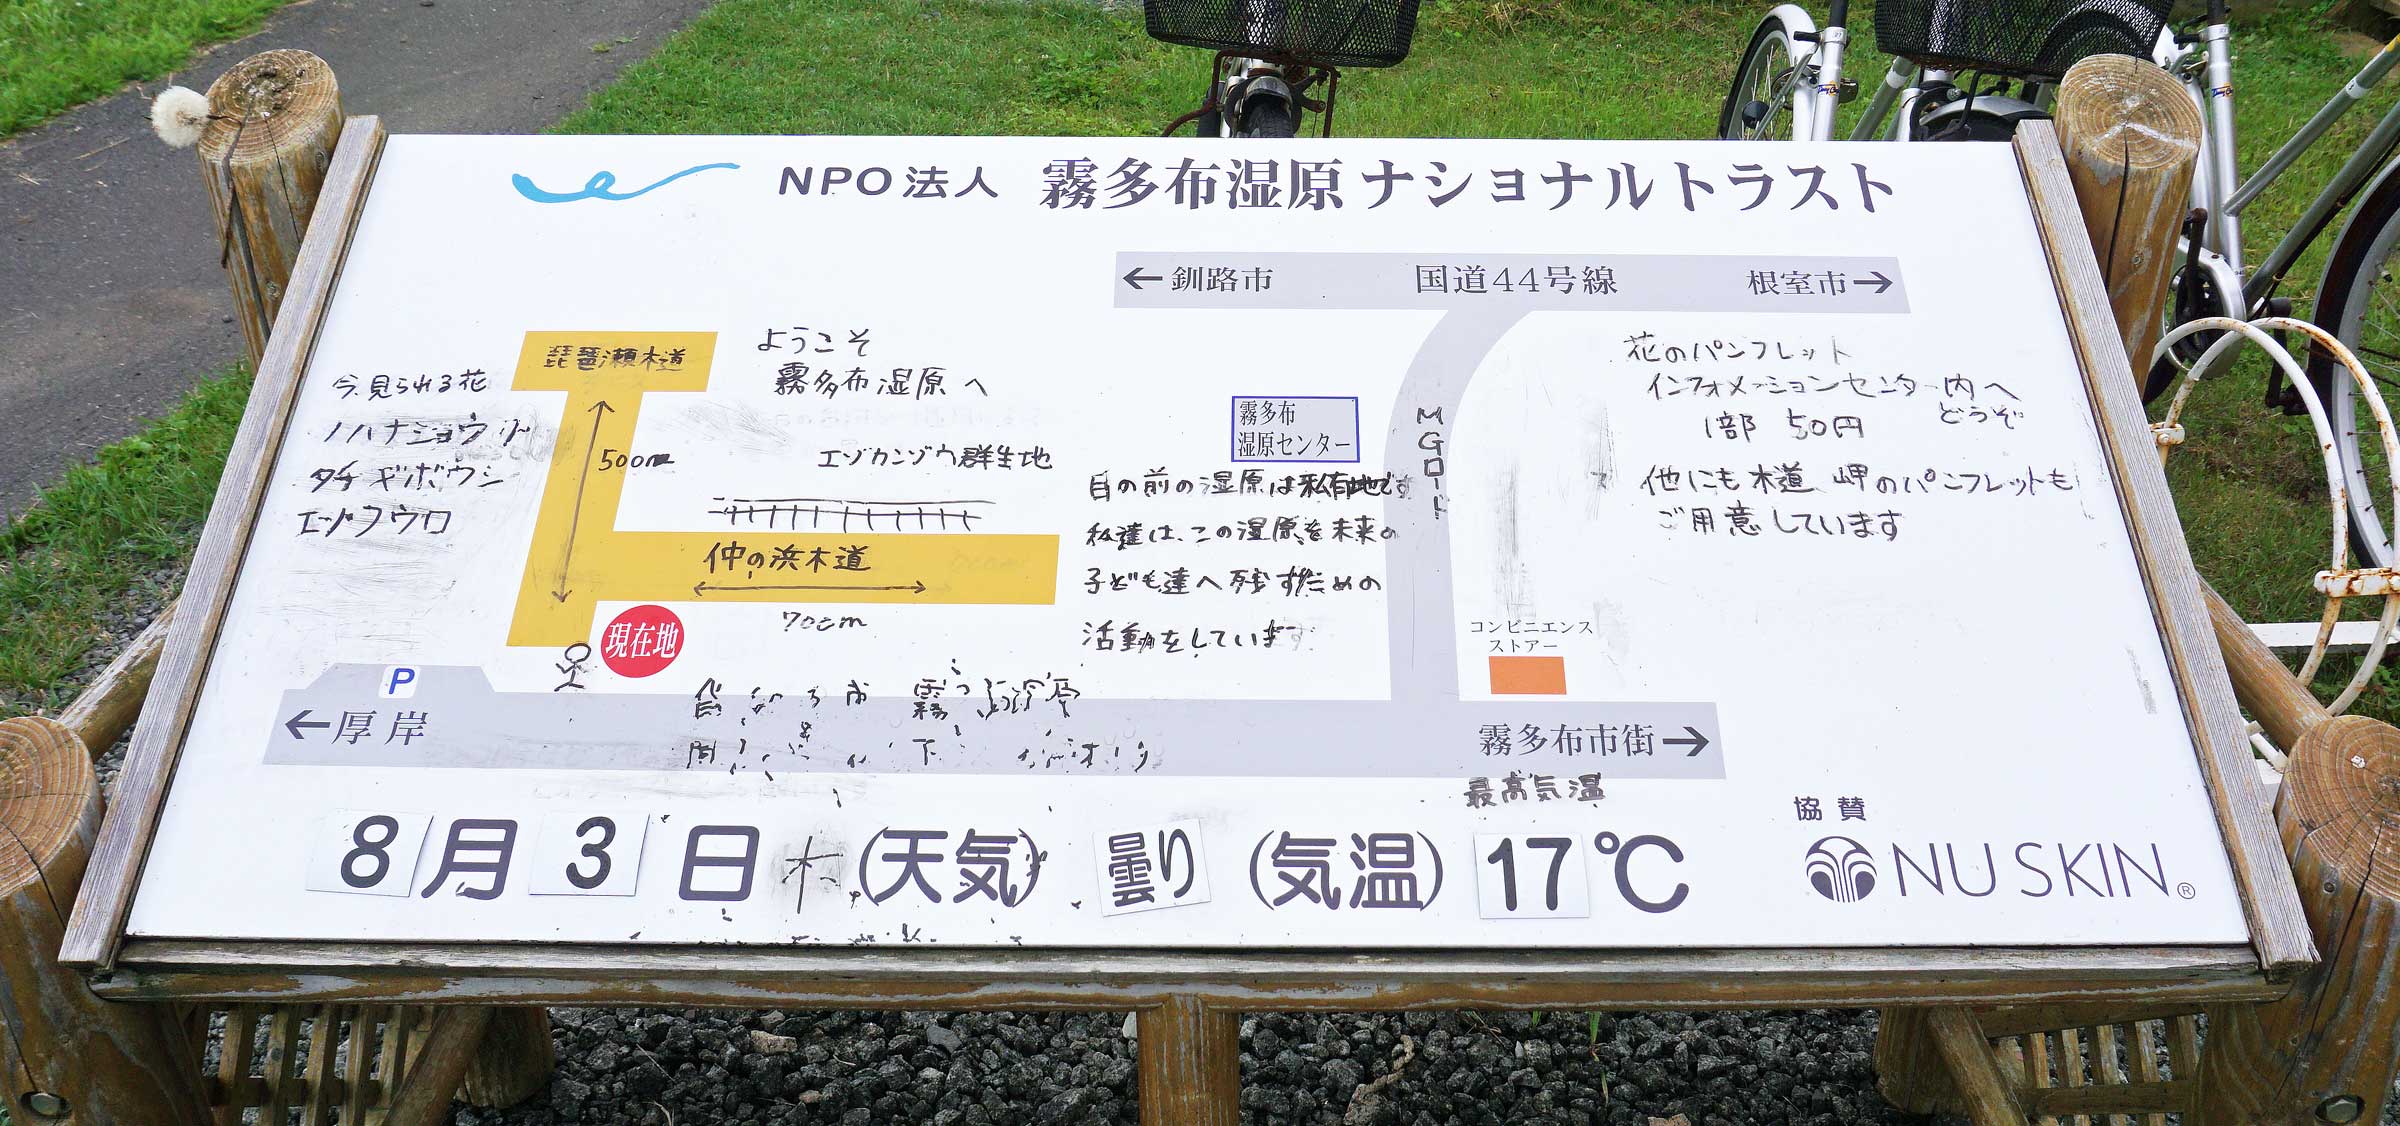 NPO法人 霧多布湿原ナショナルトラスト
←釧路市 国道44号線 根室市→
琵琶瀬木道
ようこそ
霧多布湿原へ
今見られる花
ノハナショウブ
タチギボウシ
エゾフウロ
500m
エゾカンゾウ群生地
仲の浜木道
700m
現在地
霧多布
湿原センター
MGロード
目の前の湿原は私有地です
私達は、この湿原を未来の
子ども達へ残すための
活動をしています
花のパンフレット
インフォメーションセンター内へ
どうぞ
1部 50円
他にも木道、岬のパンフレットも
ご用意しています
コンビニエンス
ストアー
P
←厚岸
霧多布市街→
最高気温
8月3日 木 (天気) 曇り (気温) 17℃
協賛
NU SKIN®